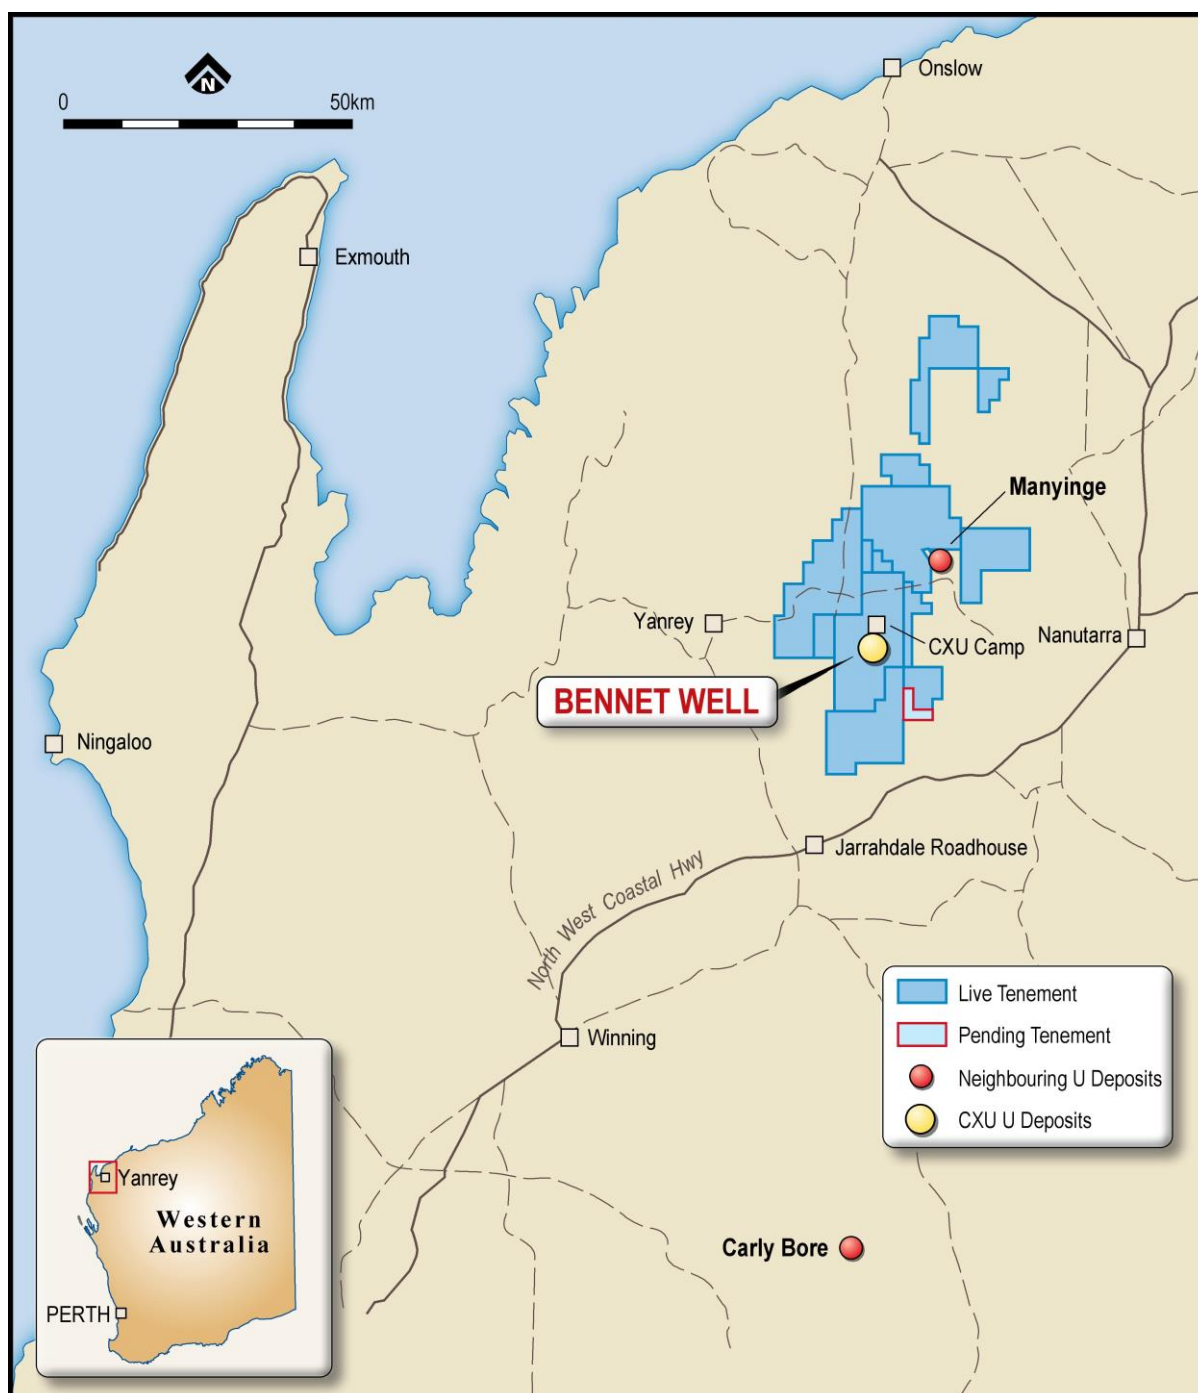 Onslow
N
0
50km
Exmouth
Manyinge
Yanrey
CXU Camp
Nanutarra
BENNET WELL
Ningaloo
Jarrahdale Roadhouse
North West Coastal Hwy
Winning
Live Tenement
Pending Tenement
Neighbouring U Deposits
CXU U Deposits
Yanrey
Western
Australia
PERTH
Carly Bore